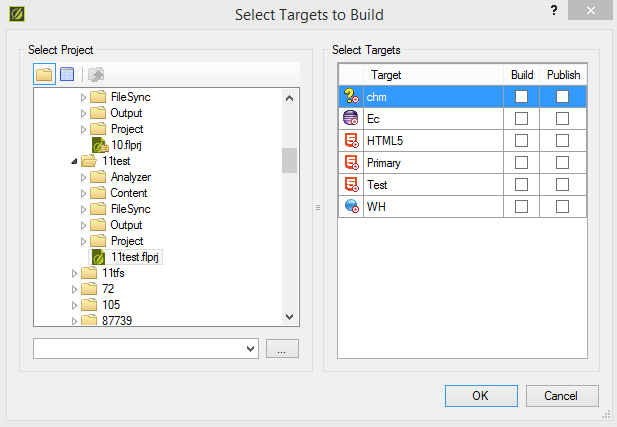 Select Targets to Build
?
Select Project
FileSync
Output
Project
10.flprj
11test
Analyzer
Content
FileSync
Output
Project
11test.flprj
11tfs
72
105
87739
...
Select Targets
Target Build Publish
chm
Ec
HTML5
Primary
Test
WH
OK Cancel